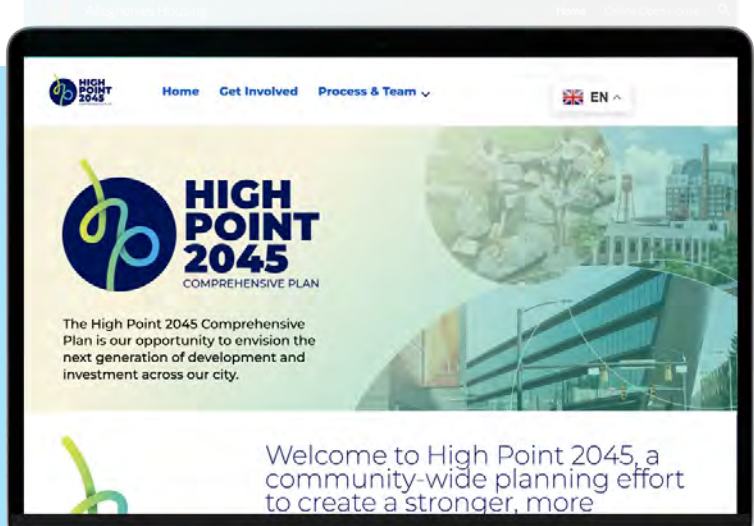 HIGH
POINT
2045
Home Get Involved Process & Team
EN
HIGH
POINT
2045
COMPREHENSIVE PLAN
The High Point 2045 Comprehensive
Plan is our opportunity to envision the
next generation of development and
investment across our city.
Welcome to High Point 2045, a
community-wide planning effort
to create a stronger, more